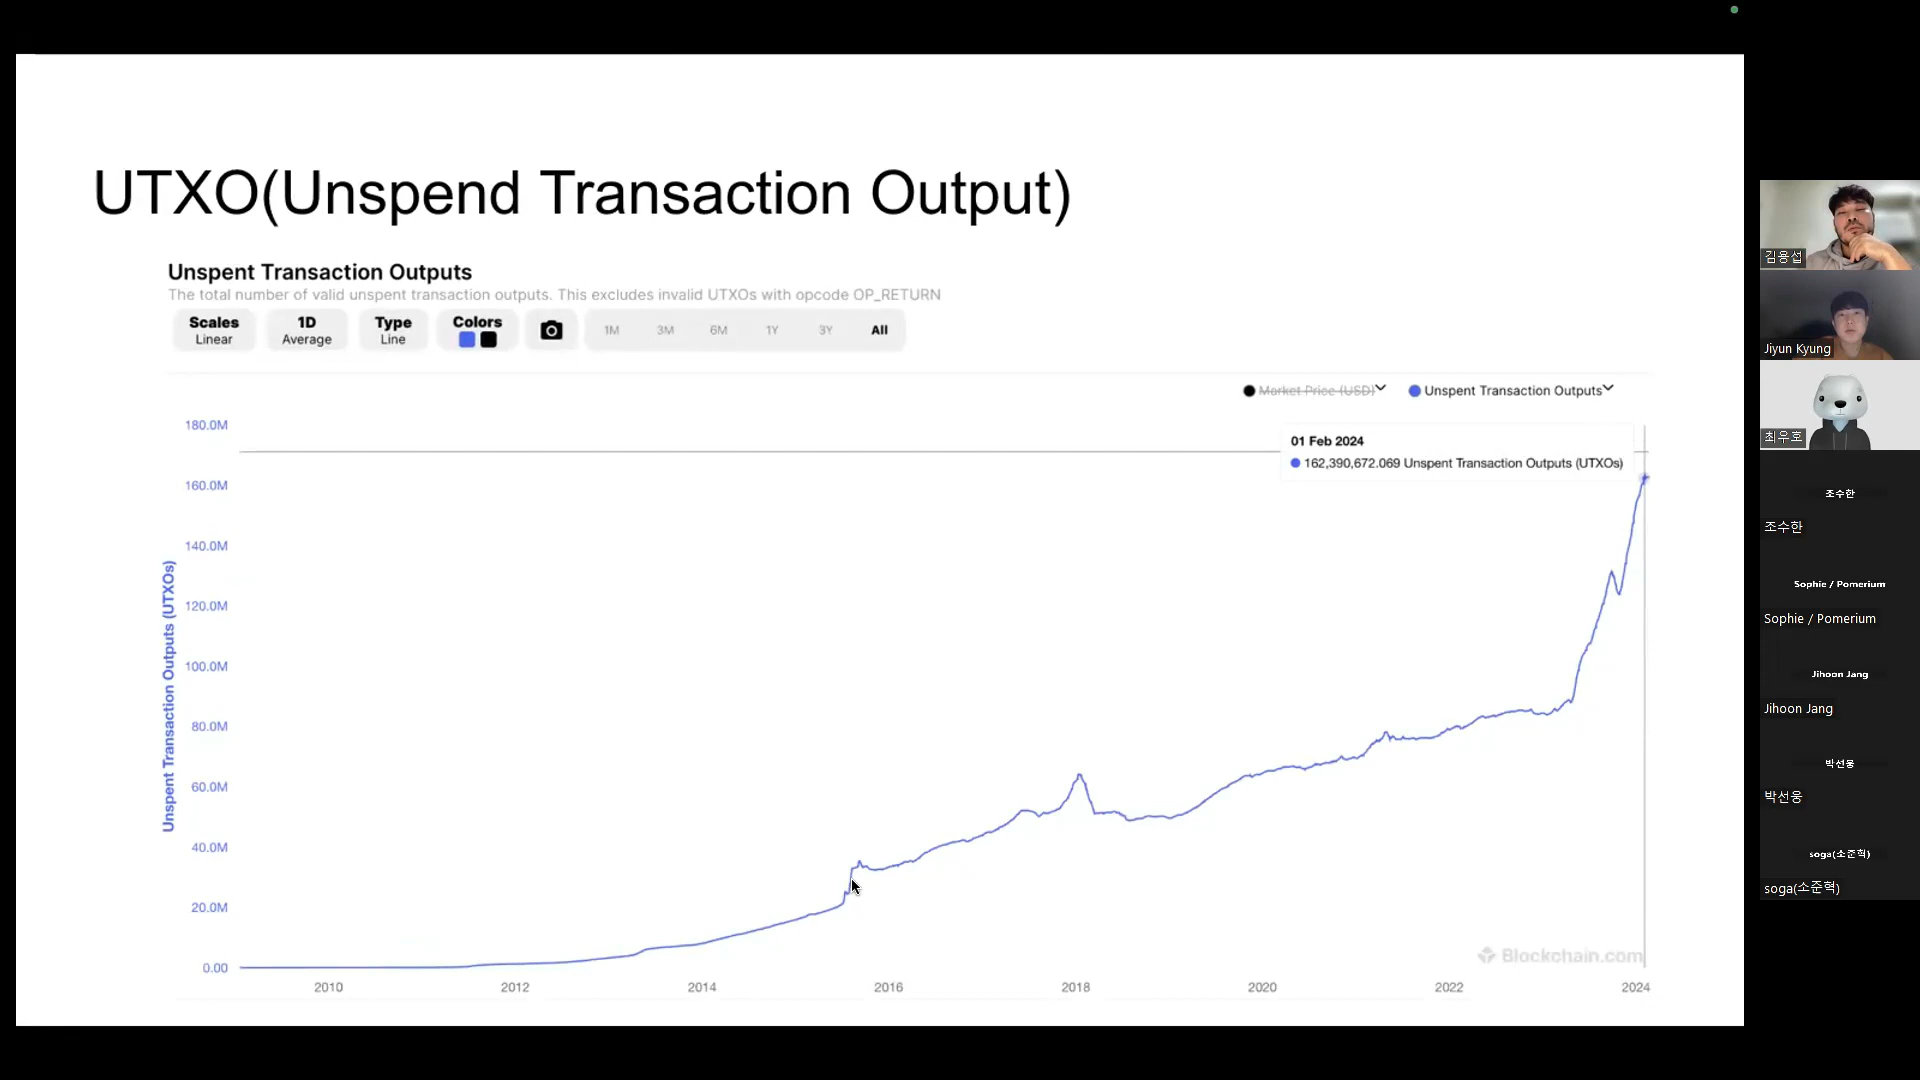 UTXO(Unspend Transaction Output)
Unspent Transaction Outputs
The total number of valid unspent transaction outputs. This excludes invalid UTXOs with opcode OP_RETURN
Scales
Linear
1D
Average
Type
Line
Colors
1M 3M 6M 1Y 3Y All
Market Price (USD) Unspent Transaction Outputs
01 Feb 2024
162,390,672.069 Unspent Transaction Outputs (UTXOs)
Unspent Transaction Outputs (UTXOs)
180.0M
160.0M
140.0M
120.0M
100.0M
80.0M
60.0M
40.0M
20.0M
0.00
2010 2012 2014 2016 2018 2020 2022 2024
Blockchain.com
김용섭
Jiyun Kyung
최우호
조수한
조수한
Sophie / Pomerium
Sophie / Pomerium
Jihoon Jang
Jihoon Jang
박선웅
박선웅
soga(소준혁)
soga(소준혁)